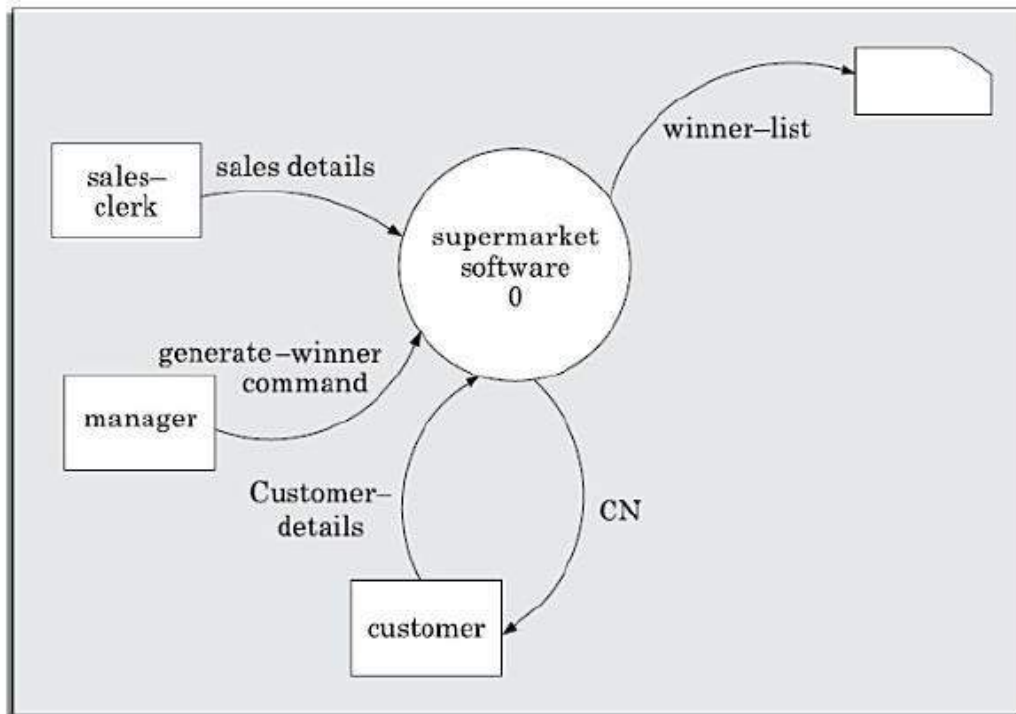 winner–list
sales–
clerk
sales details
supermarket
software
0
generate–winner
command
manager
Customer–
details
CN
customer